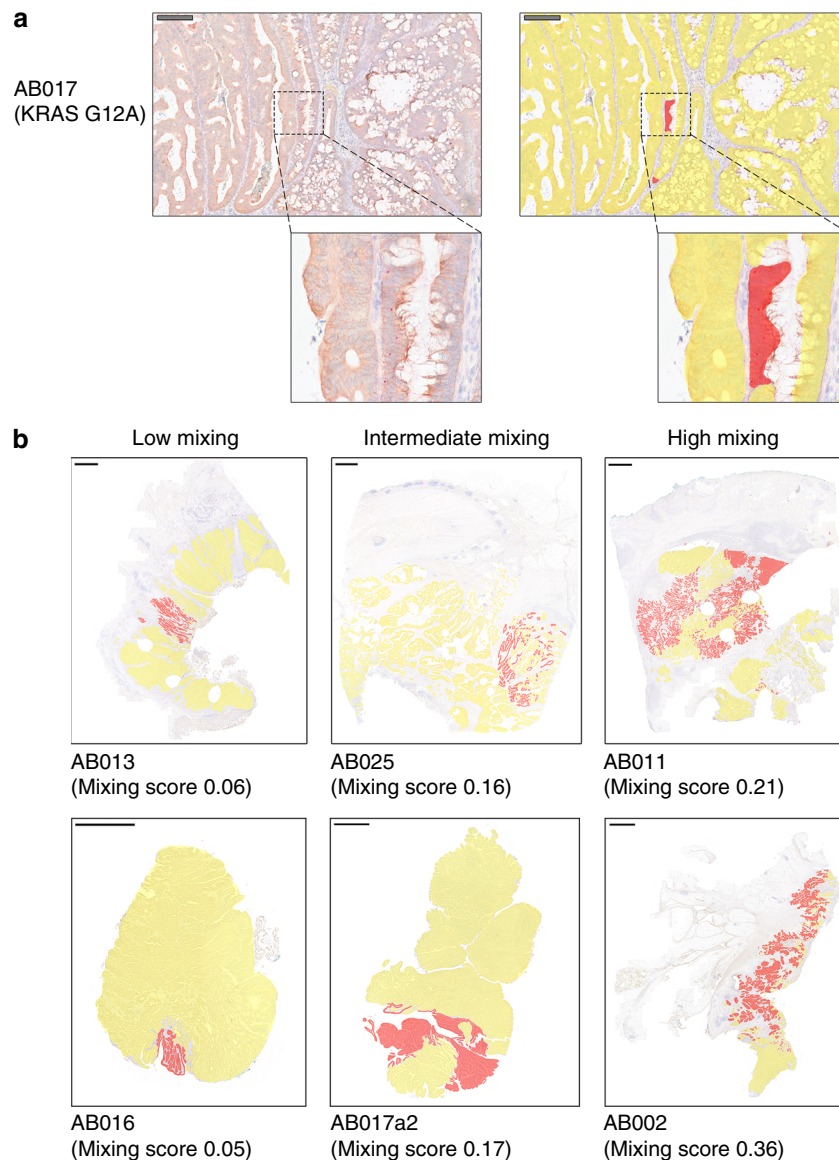 a
AB017
(KRAS G12A)
b
Low mixing
Intermediate mixing
High mixing
AB013
(Mixing score 0.06)
AB025
(Mixing score 0.16)
AB011
(Mixing score 0.21)
AB016
(Mixing score 0.05)
AB017a2
(Mixing score 0.17)
AB002
(Mixing score 0.36)